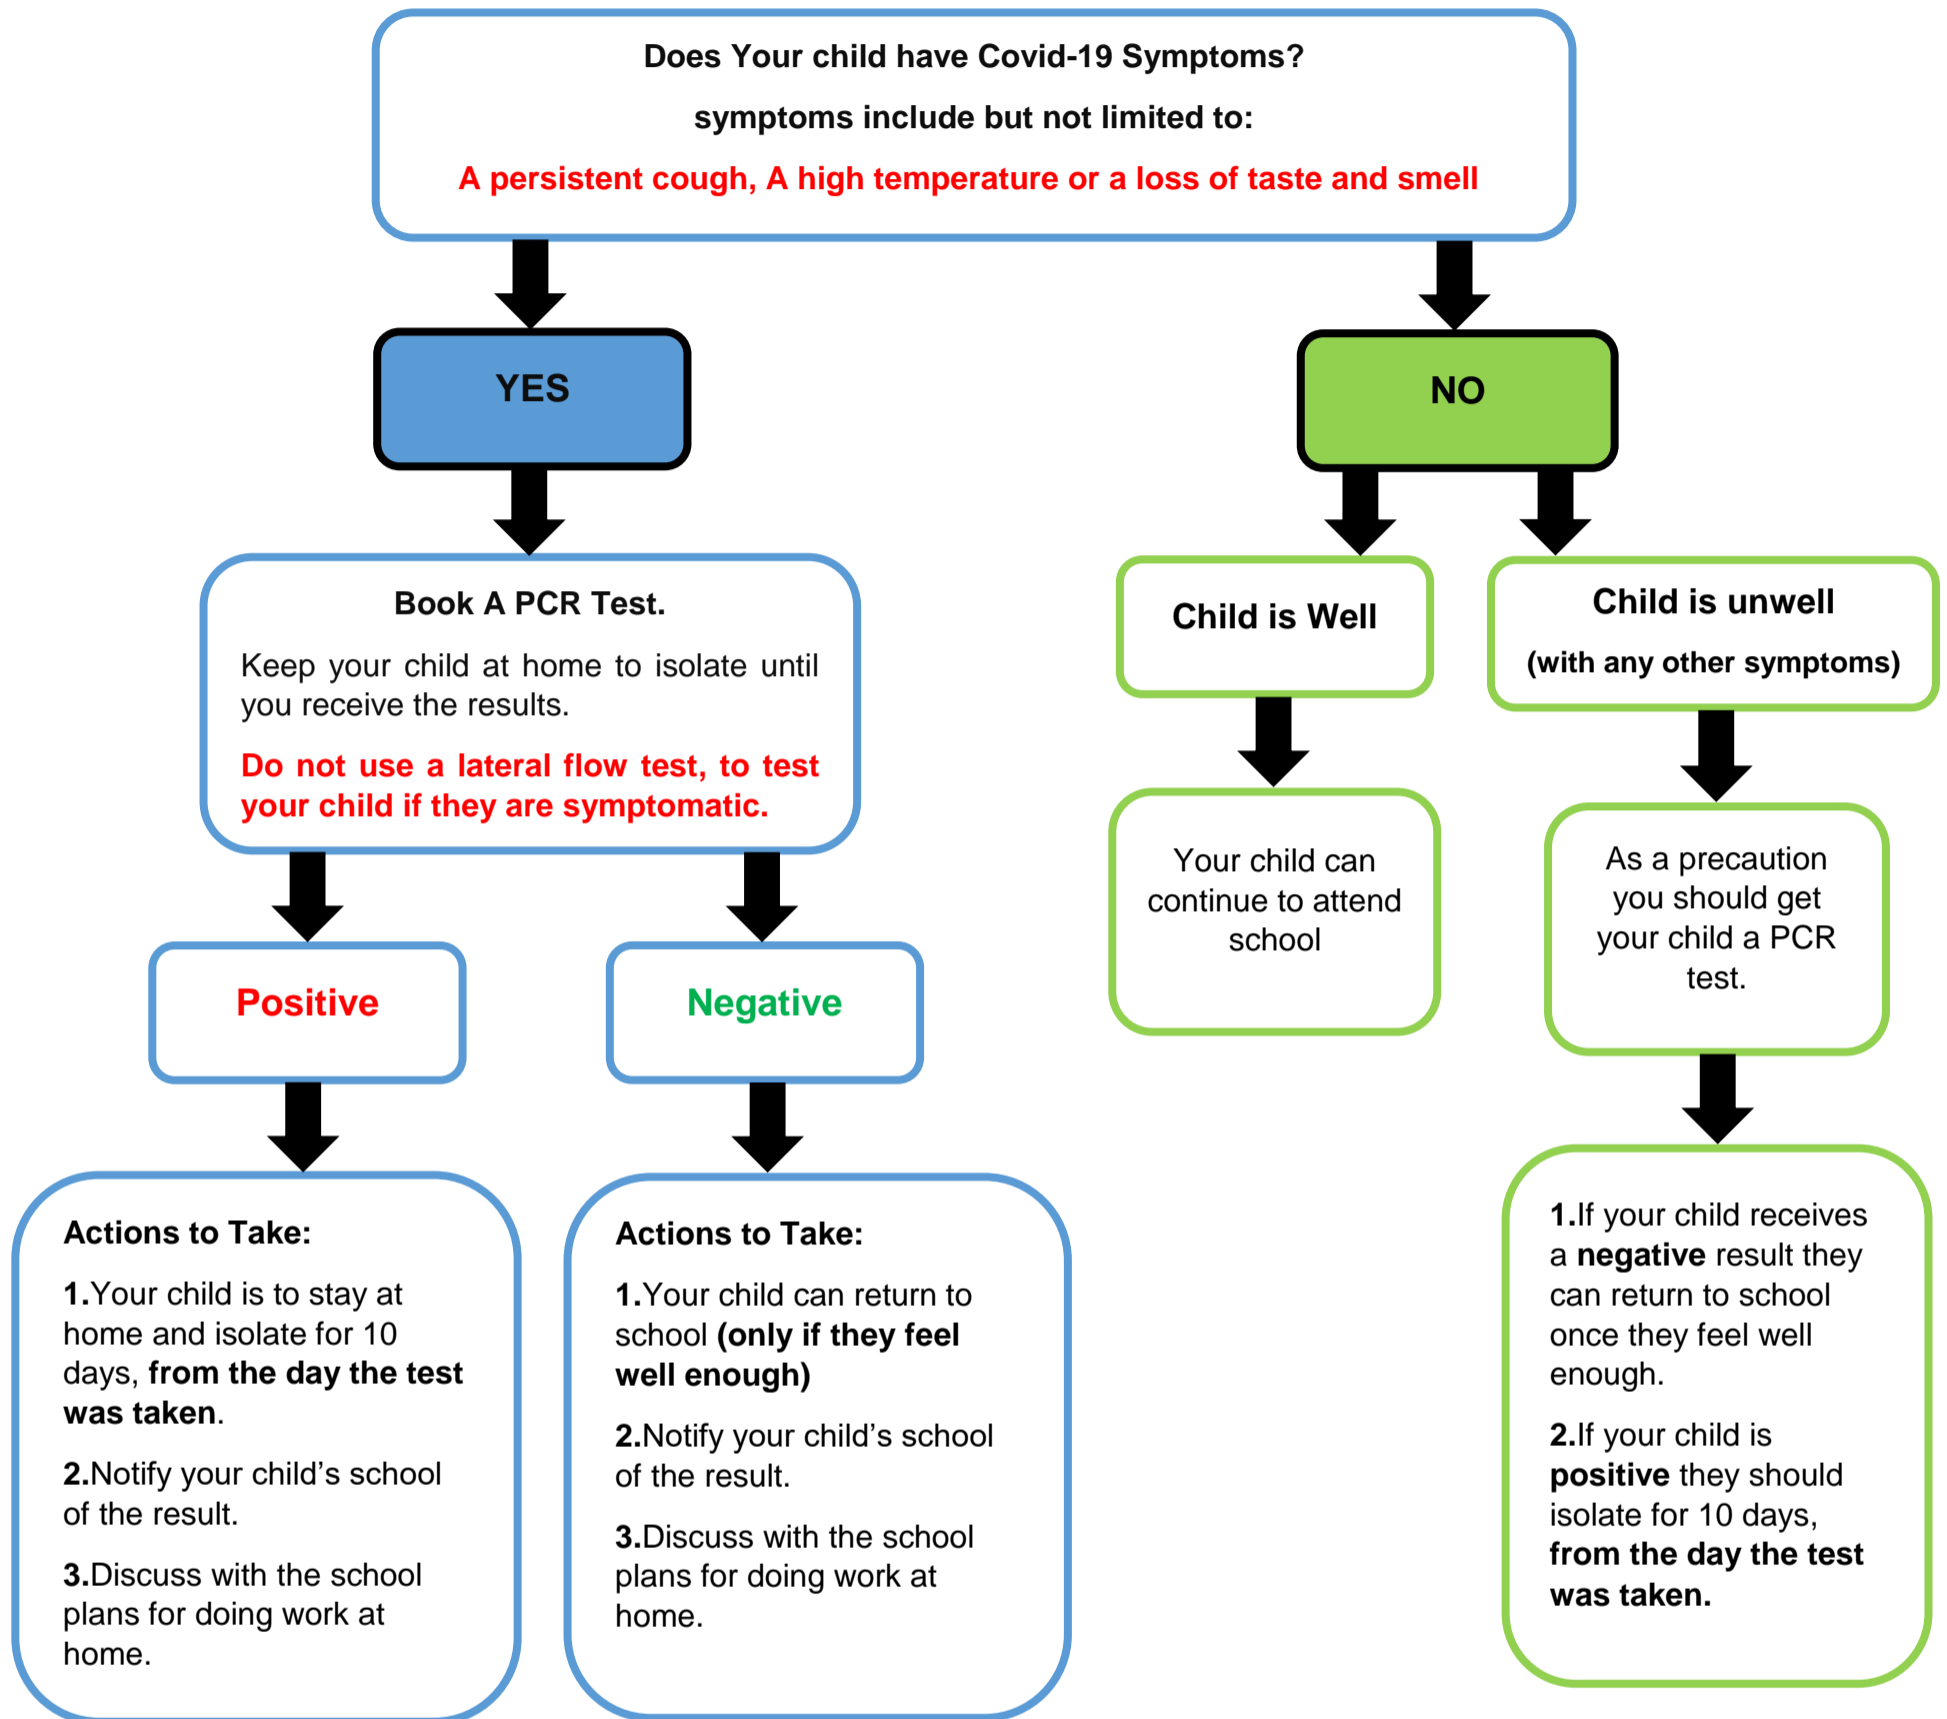 Does Your child have Covid-19 Symptoms?
symptoms include but not limited to:
A persistent cough, A high temperature or a loss of taste and smell
YES
NO
Book A PCR Test.
Keep your child at home to isolate until
you receive the results.
Do not use a lateral flow test, to test
your child if they are symptomatic.
Child is Well
Child is unwell
(with any other symptoms)
Your child can
continue to attend
school
As a precaution
you should get
your child a PCR
test.
Positive
Negative
Actions to Take:
1.Your child is to stay at
home and isolate for 10
days, from the day the test
was taken.
2.Notify your child's school
of the result.
3.Discuss with the school
plans for doing work at
home.
Actions to Take:
1.Your child can return to
school (only if they feel
well enough)
2.Notify your child's school
of the result.
3.Discuss with the school
plans for doing work at
home.
1.If your child receives
a negative result they
can return to school
once they feel well
enough.
2.If your child is
positive they should
isolate for 10 days,
from the day the test
was taken.